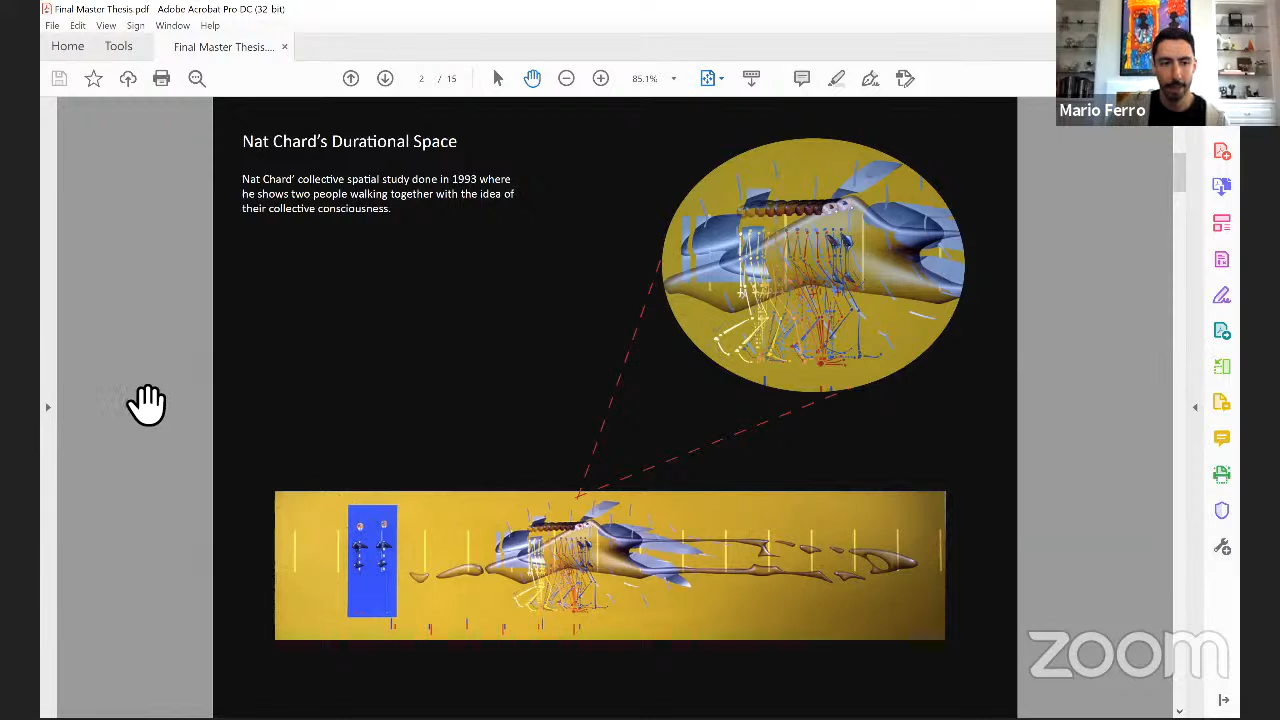 Final Master Thesis.pdf - Adobe Acrobat Pro DC (32-bit)
File Edit View Sign Window Help
Home Tools Final Master Thesis.... ×
2 / 15 85.1%
Mario Ferro
Nat Chard's Durational Space
Nat Chard' collective spatial study done in 1993 where
he shows two people walking together with the idea of
their collective consciousness.
zoom